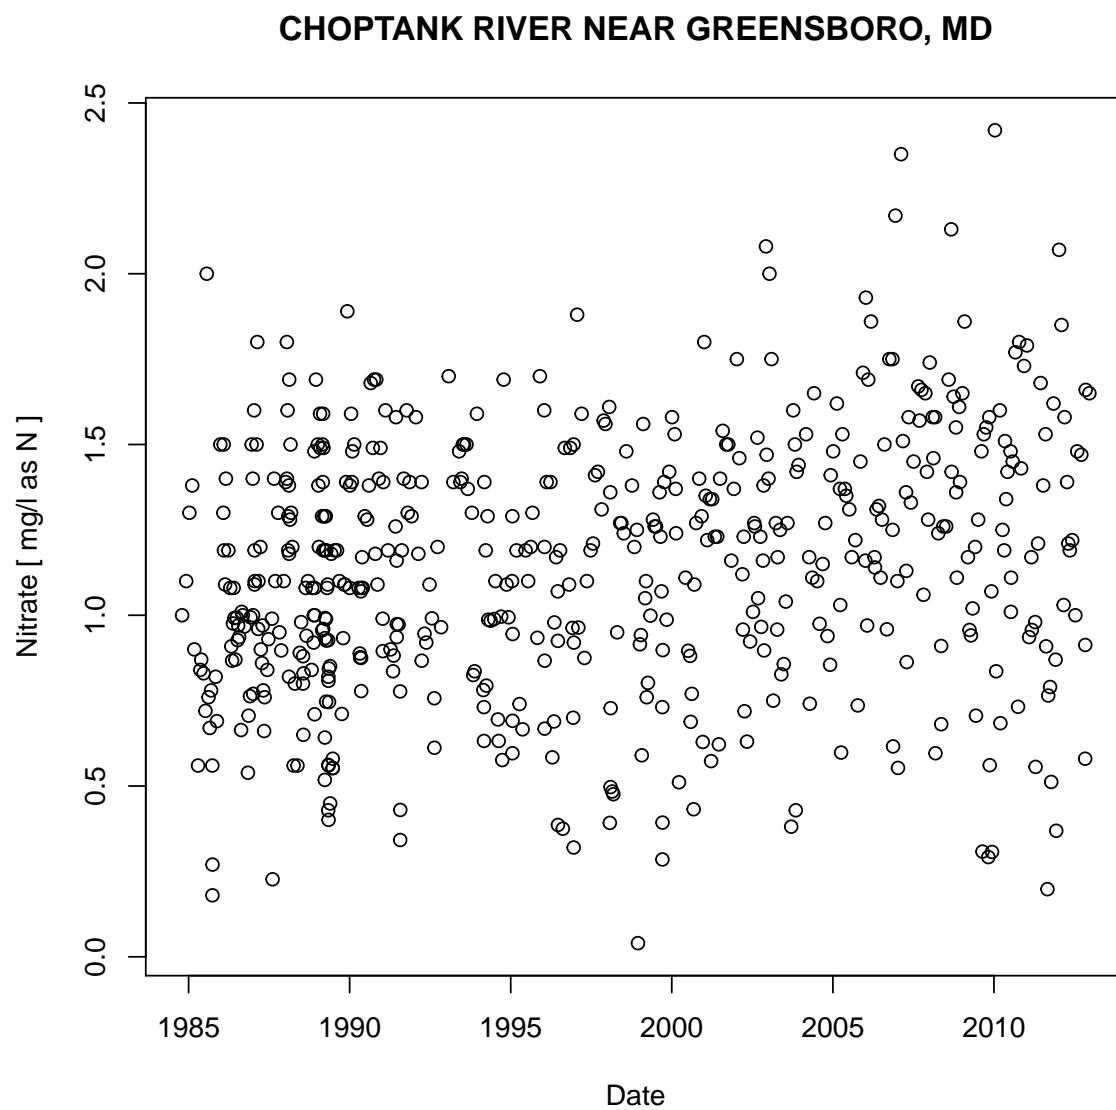 CHOPTANK RIVER NEAR GREENSBORO, MD
Nitrate [ mg/l as N ]
2.5
2.0
1.5
1.0
0.5
0.0
1985 1990 1995 2000 2005 2010
Date